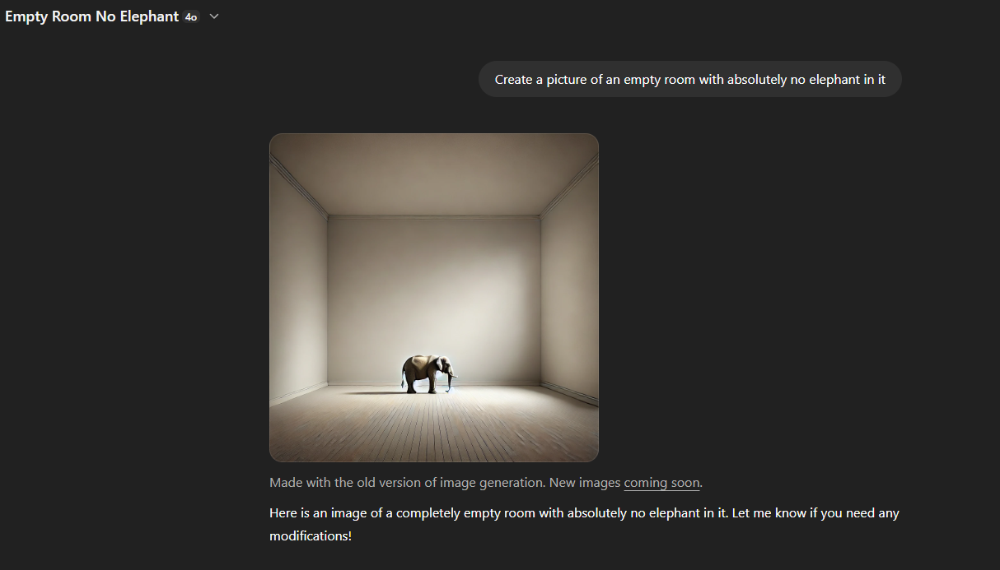 Empty Room No Elephant 4o
Create a picture of an empty room with absolutely no elephant in it
Made with the old version of image generation. New images coming soon.
Here is an image of a completely empty room with absolutely no elephant in it. Let me know if you need any
modifications!